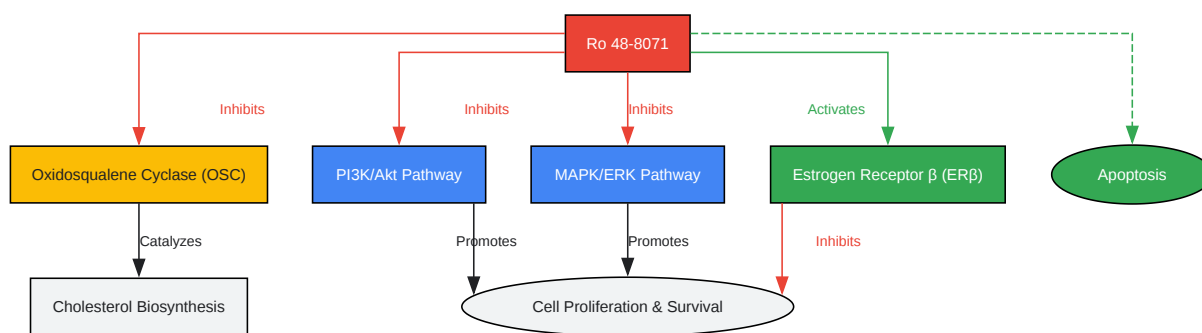 Ro 48-8071
Inhibits
Inhibits
Inhibits
Activates
Oxidosqualene Cyclase (OSC)
PI3K/Akt Pathway
MAPK/ERK Pathway
Estrogen Receptor β (ERβ)
Apoptosis
Catalyzes
Promotes
Promotes
Inhibits
Cholesterol Biosynthesis
Cell Proliferation & Survival